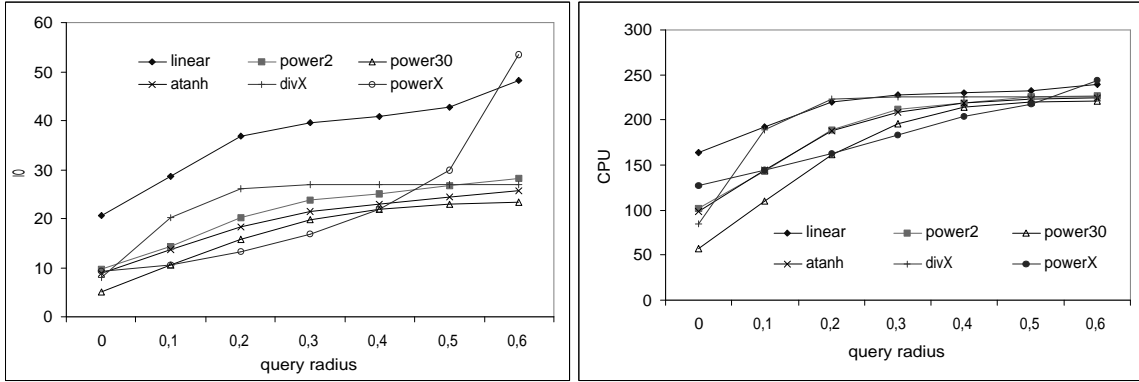 60
50
40
30
20
10
0
IO
linear power2 power30
atanh divX powerX
0 0,1 0,2 0,3 0,4 0,5 0,6
query radius
300
250
200
150
100
50
0
CPU
linear power2 power30
atanh divX powerX
0 0,1 0,2 0,3 0,4 0,5 0,6
query radius